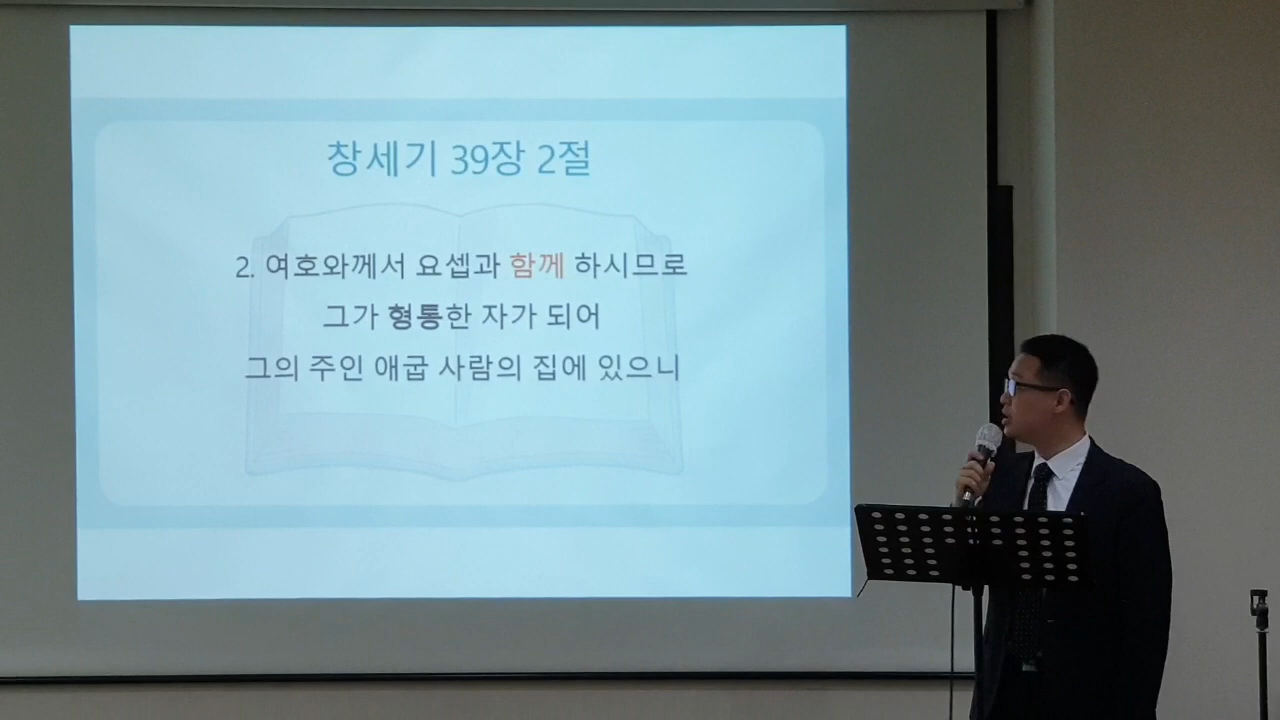 창세기 39장 2절
2. 여호와께서 요셉과 함께 하시므로
그가 형통한 자가 되어
그의 주인 애굽 사람의 집에 있으니